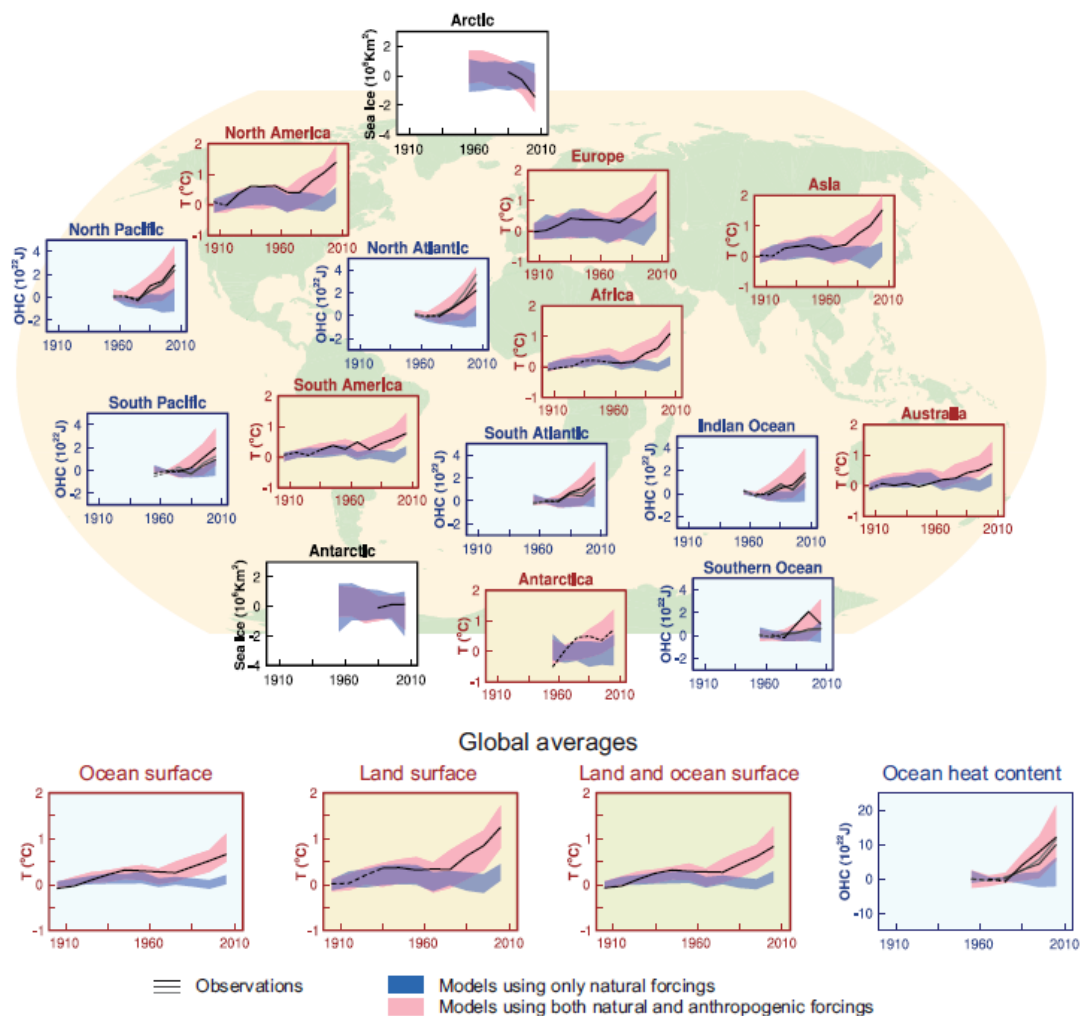 Arctic
Sea Ice (10⁶Km²)
2
0
-2
-4
1910 1960 2010
North America
T (°C)
2
1
0
-1
1910 1960 2010
Europe
T (°C)
2
1
0
-1
1910 1960 2010
Asia
T (°C)
2
1
0
-1
1910 1960 2010
North Pacific
OHC (10²²J)
4
2
0
-2
1910 1960 2010
North Atlantic
OHC (10²²J)
4
2
0
-2
1910 1960 2010
Africa
T (°C)
2
1
0
-1
1910 1960 2010
South Pacific
OHC (10²²J)
4
2
0
-2
1910 1960 2010
South America
T (°C)
2
1
0
-1
1910 1960 2010
South Atlantic
OHC (10²²J)
4
2
0
-2
1910 1960 2010
Indian Ocean
OHC (10²²J)
4
2
0
-2
1910 1960 2010
Australia
T (°C)
2
1
0
-1
1910 1960 2010
Antarctic
Sea Ice (10⁶Km²)
2
0
-2
-4
1910 1960 2010
Antarctica
T (°C)
2
1
0
-1
1910 1960 2010
Southern Ocean
OHC (10²²J)
4
2
0
-2
1910 1960 2010
Global averages
Ocean surface
T (°C)
2
1
0
-1
1910 1960 2010
Land surface
T (°C)
2
1
0
-1
1910 1960 2010
Land and ocean surface
T (°C)
2
1
0
-1
1910 1960 2010
Ocean heat content
OHC (10²²J)
20
10
0
-10
1910 1960 2010
Observations
Models using only natural forcings
Models using both natural and anthropogenic forcings